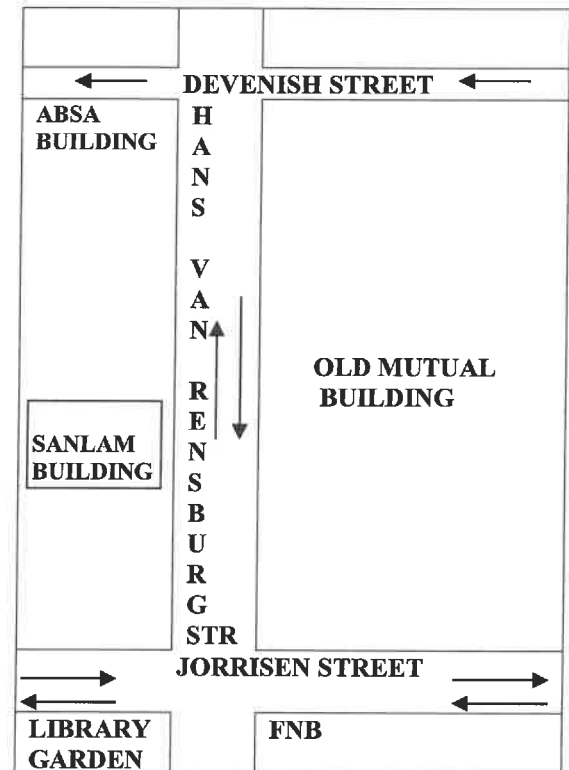 DEVENISH STREET
ABSA
BUILDING
H
A
N
S
V
A
N
R
E
N
S
B
U
R
G
STR
OLD MUTUAL
BUILDING
SANLAM
BUILDING
JORRISEN STREET
LIBRARY
GARDEN
FNB